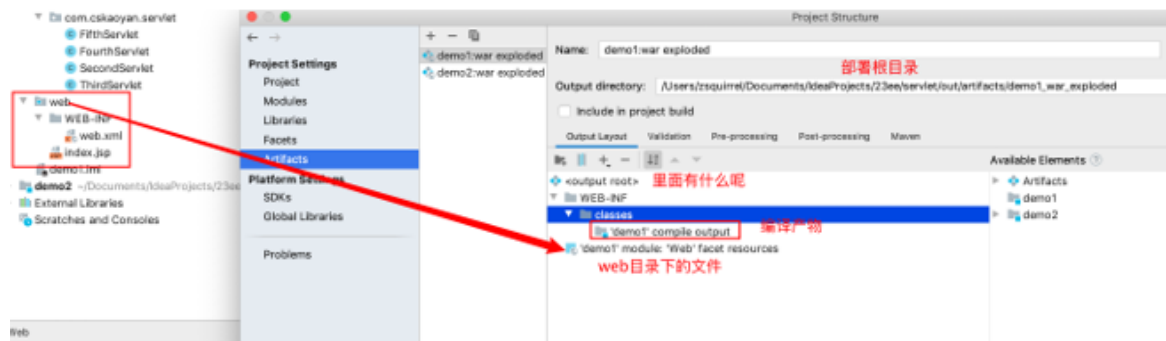 com.cskaoyan.servlet
FifthServlet
FourthServlet
SecondServlet
ThirdServlet
web
WEB-INF
web.xml
index.jsp
demo1.iml
demo2 ~/Documents/IdeaProjects/23ee
External Libraries
Scratches and Consoles
Web
Project Structure
Project Settings
Project
Modules
Libraries
Facets
Artifacts
Platform Settings
SDKs
Global Libraries
Problems
demo1:war exploded
demo2:war exploded
Name: demo1:war exploded
部署根目录
Output directory: /Users/zsquirrel/Documents/IdeaProjects/23ee/servlet/out/artifacts/demo1_war_exploded
Include in project build
Output Layout Validation Pre-processing Post-processing Maven
Available Elements ?
<output root> 里面有什么呢
WEB-INF
classes
'demo1' compile output 编译产物
'demo1' module: 'Web' facet resources
web目录下的文件
Artifacts
demo1
demo2